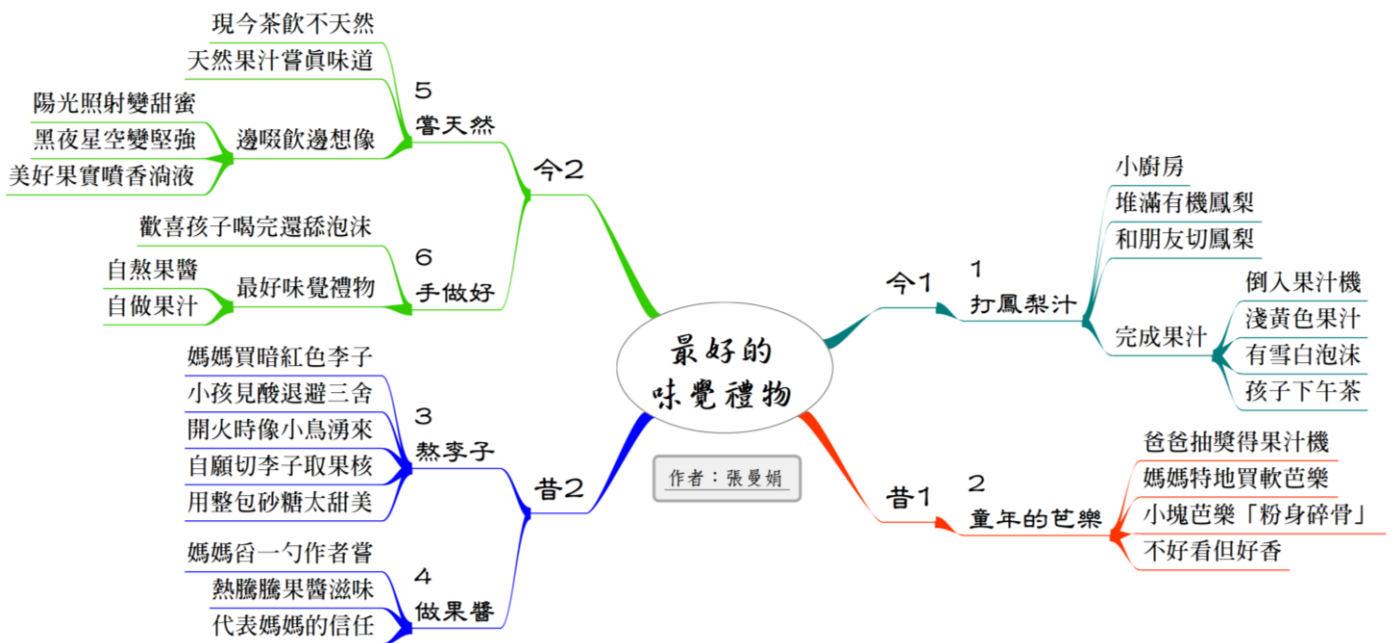 最好的
味覺禮物
作者：張曼娟
今1
1
打鳳梨汁
小廚房
堆滿有機鳳梨
和朋友切鳳梨
完成果汁
倒入果汁機
淺黃色果汁
有雪白泡沫
孩子下午茶
昔1
2
童年的芭樂
爸爸抽獎得果汁機
媽媽特地買軟芭樂
小塊芭樂「粉身碎骨」
不好看但好香
昔2
3
熬李子
媽媽買暗紅色李子
小孩見酸退避三舍
開火時像小鳥湧來
自願切李子取果核
用整包砂糖太甜美
4
做果醬
媽媽舀一勺作者嘗
熱騰騰果醬滋味
代表媽媽的信任
今2
5
嘗天然
現今茶飲不天然
天然果汁嘗真味道
邊啜飲邊想像
陽光照射變甜蜜
黑夜星空變堅強
美好果實噴香淌液
6
手做好
歡喜孩子喝完還舔泡沫
最好味覺禮物
自熬果醬
自做果汁